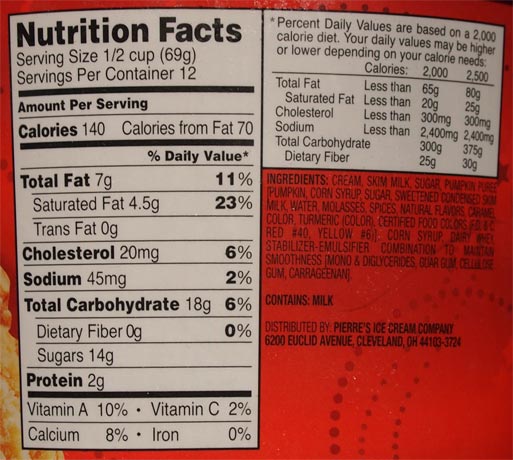 Nutrition Facts
Serving Size 1/2 cup (69g)
Servings Per Container 12
Amount Per Serving
Calories 140 Calories from Fat 70
% Daily Value*
Total Fat 7g 11%
Saturated Fat 4.5g 23%
Trans Fat 0g
Cholesterol 20mg 6%
Sodium 45mg 2%
Total Carbohydrate 18g 6%
Dietary Fiber 0g 0%
Sugars 14g
Protein 2g
Vitamin A 10% • Vitamin C 2%
Calcium 8% • Iron 0%
*Percent Daily Values are based on a 2,000
calorie diet. Your daily values may be higher
or lower depending on your calorie needs:
Calories: 2,000 2,500
Total Fat Less than 65g 80g
Saturated Fat Less than 20g 25g
Cholesterol Less than 300mg 300mg
Sodium Less than 2,400mg 2,400mg
Total Carbohydrate 300g 375g
Dietary Fiber 25g 30g
INGREDIENTS: CREAM, SKIM MILK, SUGAR, PUMPKIN PUREE
[PUMPKIN, CORN SYRUP, SUGAR, SWEETENED CONDENSED SKIM
MILK, WATER, MOLASSES, SPICES, NATURAL FLAVORS, CARAMEL
COLOR, TURMERIC (COLOR), CERTIFIED FOOD COLORS (F.D. & C
RED #40, YELLOW #6)], CORN SYRUP, DAIRY WHEY,
STABILIZER-EMULSIFIER COMBINATION TO MAINTAIN
SMOOTHNESS [MONO & DIGLYCERIDES, GUAR GUM, CELLULOSE
GUM, CARRAGEENAN].
CONTAINS: MILK
DISTRIBUTED BY: PIERRE'S ICE CREAM COMPANY
6200 EUCLID AVENUE, CLEVELAND, OH 44103-3724